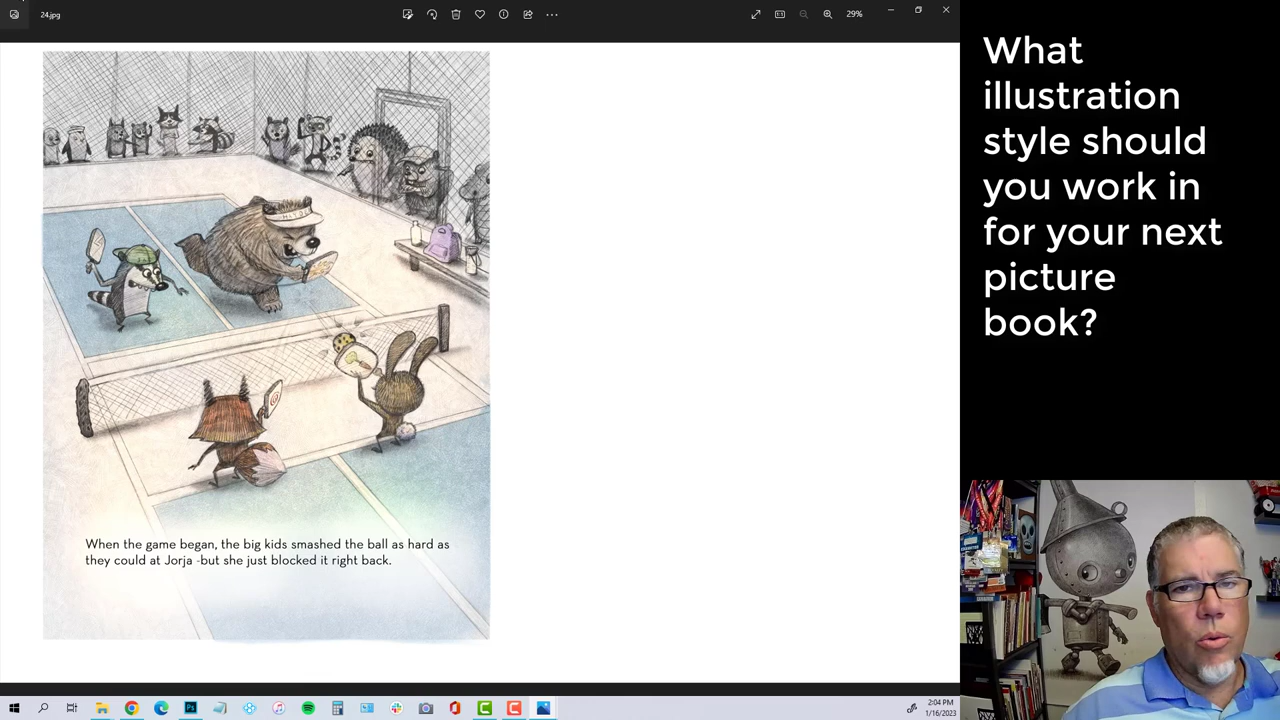 24.jpg
29%
What
illustration
style should
you work in
for your next
picture
book?
When the game began, the big kids smashed the ball as hard as
they could at Jorja -but she just blocked it right back.
2:04 PM
1/16/2023